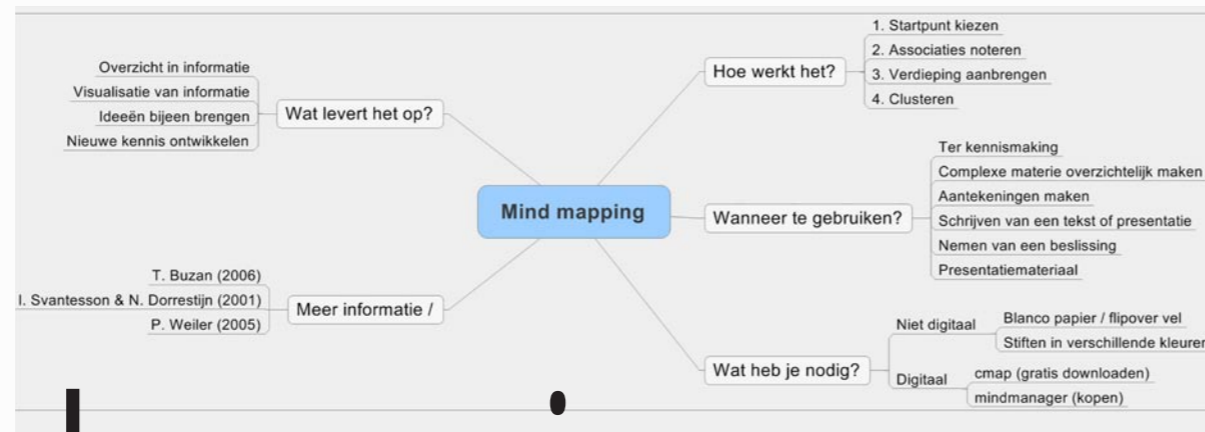 Mind mapping
Hoe werkt het?
1. Startpunt kiezen
2. Associaties noteren
3. Verdieping aanbrengen
4. Clusteren
Wanneer te gebruiken?
Ter kennismaking
Complexe materie overzichtelijk maken
Aantekeningen maken
Schrijven van een tekst of presentatie
Nemen van een beslissing
Presentatiemateriaal
Wat heb je nodig?
Niet digitaal
Blanco papier / flipover vel
Stiften in verschillende kleuren
Digitaal
cmap (gratis downloaden)
mindmanager (kopen)
Meer informatie /
T. Buzan (2006)
I. Svantesson & N. Dorrestijn (2001)
P. Weiler (2005)
Wat levert het op?
Overzicht in informatie
Visualisatie van informatie
Ideeën bijeen brengen
Nieuwe kennis ontwikkelen